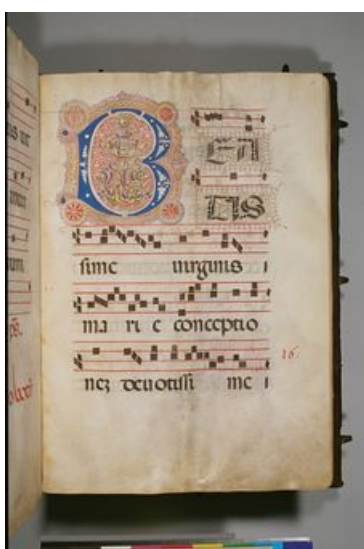 B EA
TIS
sime uirginis i
ma ri e conceptio
nez deuotissi me i
16.